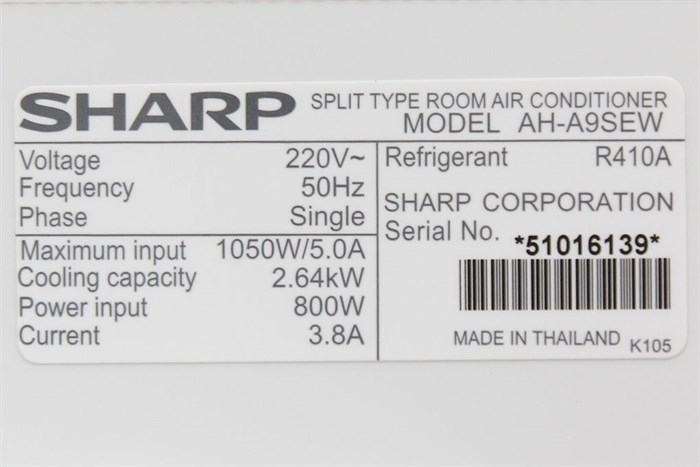 SHARP SPLIT TYPE ROOM AIR CONDITIONER
MODEL AH-A9SEW
Voltage 220V~
Frequency 50Hz
Phase Single
Maximum input 1050W/5.0A
Cooling capacity 2.64kW
Power input 800W
Current 3.8A
Refrigerant R410A
SHARP CORPORATION
Serial No. *51016139*
MADE IN THAILAND K105